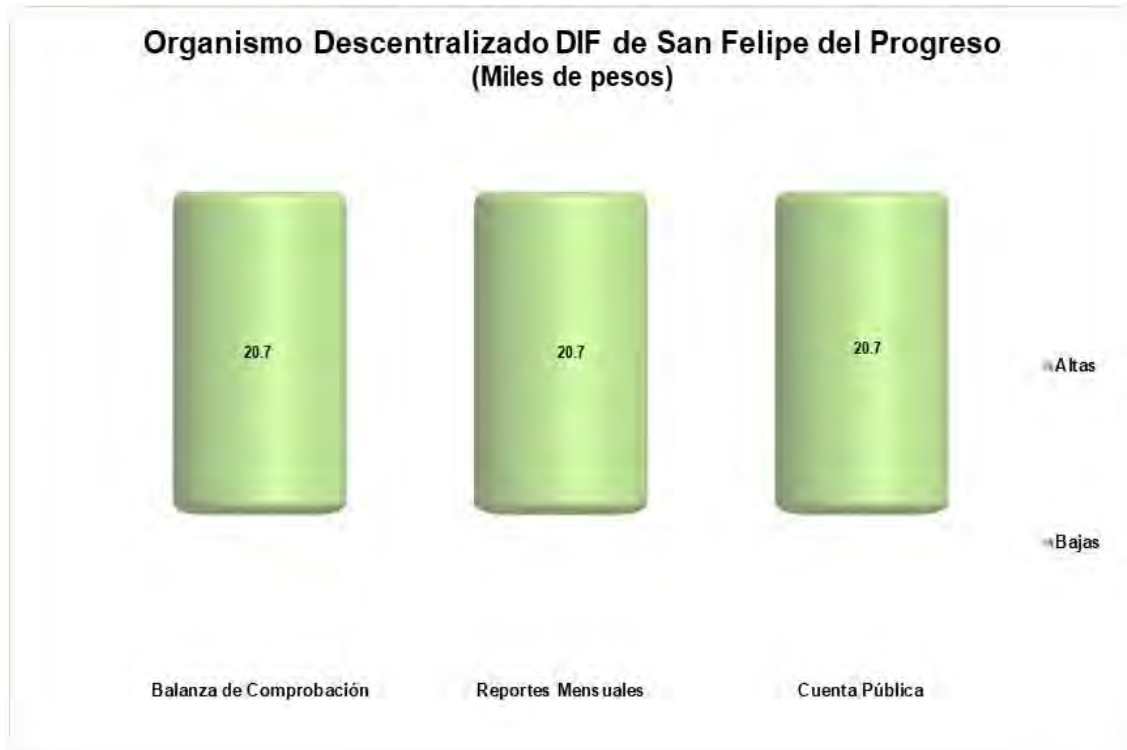 Organismo Descentralizado DIF de San Felipe del Progreso
(Miles de pesos)
20.7
20.7
20.7
Altas
Bajas
Balanza de Comprobación
Reportes Mensuales
Cuenta Pública